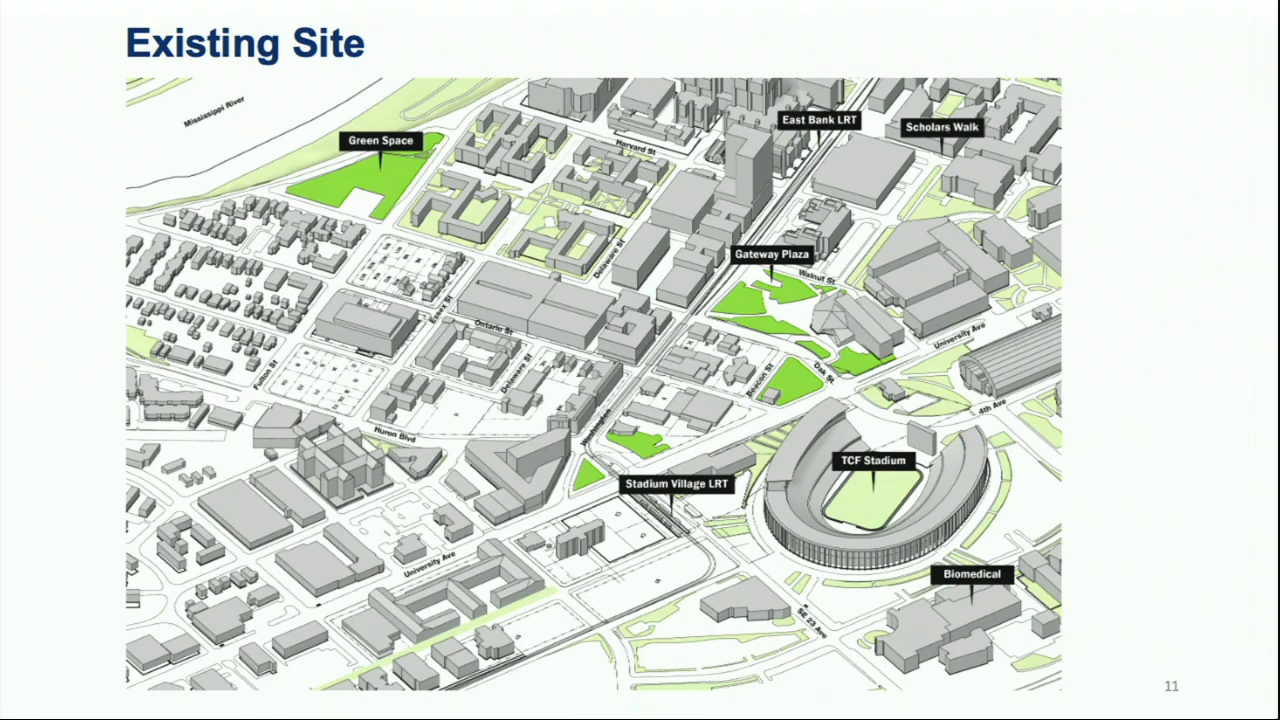 Existing Site
Mississippi River
Green Space
East Bank LRT
Scholars Walk
Harvard St
Gateway Plaza
Delaware St
Walnut St
Essex St
Ontario St
University Ave
Fulton St
Delaware St
Beacon St
Oak St
4th Ave
Huron Blvd
Washington
TCF Stadium
Stadium Village LRT
University Ave
Biomedical
SE 23 Ave
11